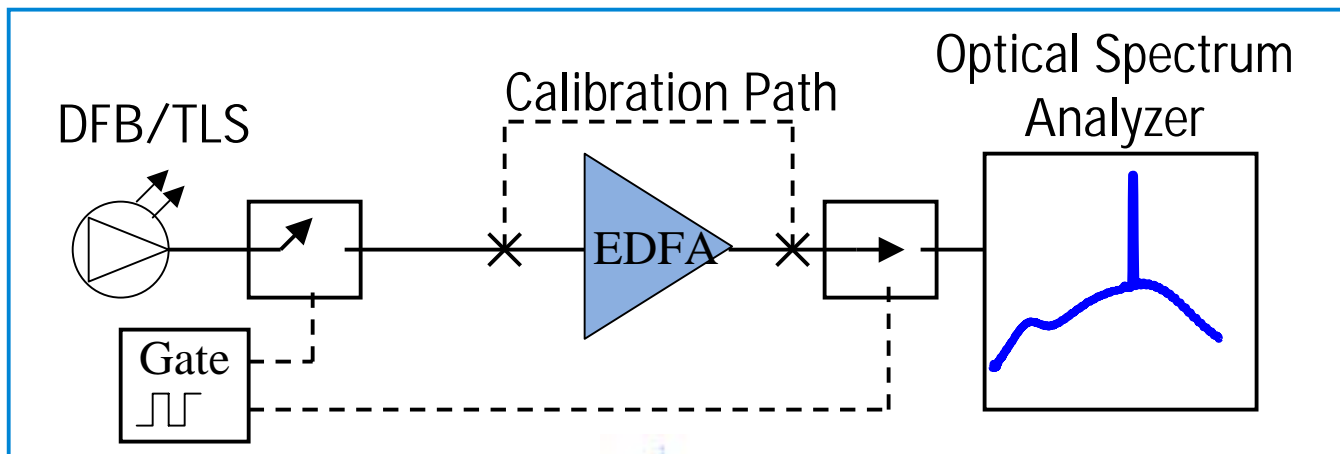 Optical Spectrum
Analyzer
Calibration Path
DFB/TLS
EDFA
Gate